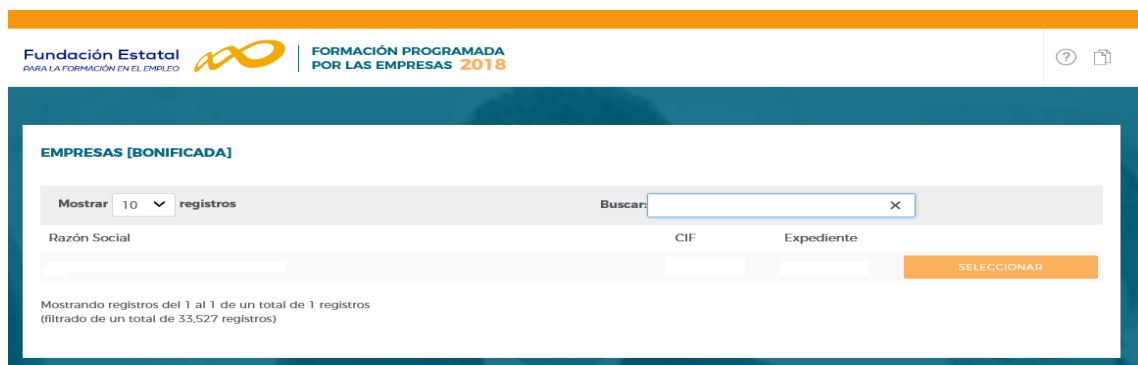 Fundación Estatal
PARA LA FORMACIÓN EN EL EMPLEO
FORMACIÓN PROGRAMADA
POR LAS EMPRESAS 2018
?
EMPRESAS [BONIFICADA]
Mostrar 10 registros
Buscar:
Razón Social CIF Expediente
SELECCIONAR
Mostrando registros del 1 al 1 de un total de 1 registros
(filtrado de un total de 33,527 registros)